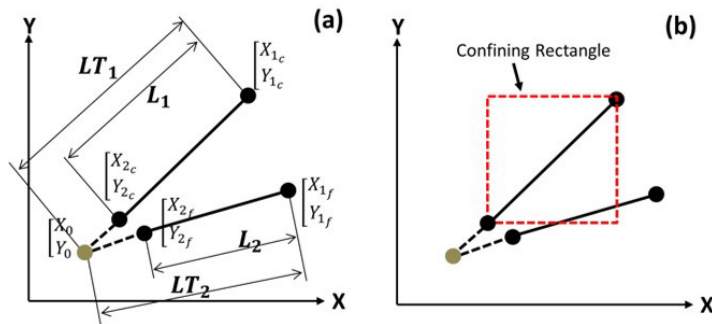 Y
(a)
[X1c
Y1c
LT1
L1
[X2c
Y2c
[X2f
Y2f
[X1f
Y1f
[X0
Y0
L2
LT2
X
Y
(b)
Confining Rectangle
X